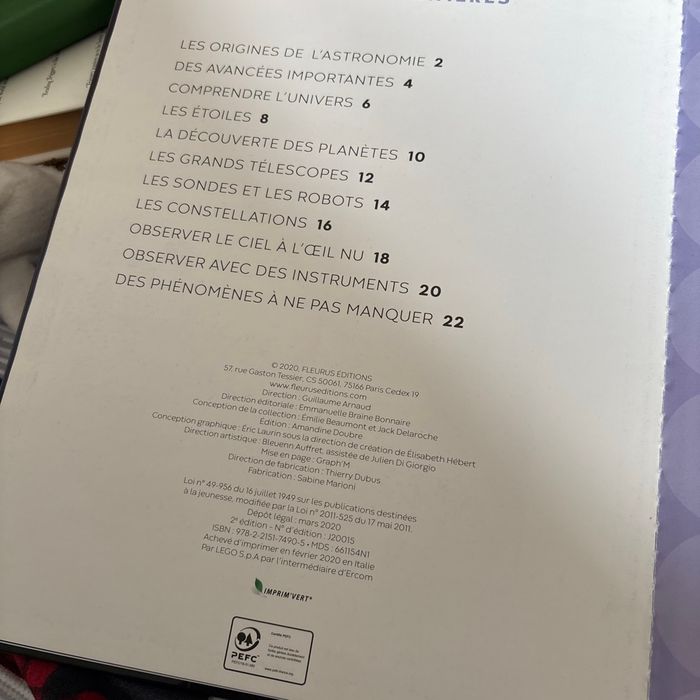 LES ORIGINES DE L'ASTRONOMIE 2
DES AVANCÉES IMPORTANTES 4
COMPRENDRE L'UNIVERS 6
LES ÉTOILES 8
LA DÉCOUVERTE DES PLANÈTES 10
LES GRANDS TÉLESCOPES 12
LES SONDES ET LES ROBOTS 14
LES CONSTELLATIONS 16
OBSERVER LE CIEL À L'ŒIL NU 18
OBSERVER AVEC DES INSTRUMENTS 20
DES PHÉNOMÈNES À NE PAS MANQUER 22
© 2020, FLEURUS ÉDITIONS
57, rue Gaston Tessier, CS 50061, 75166 Paris Cedex 19
www.fleuruseditions.com
Direction : Guillaume Arnaud
Direction éditoriale : Emmanuelle Braine Bonnaire
Conception de la collection : Émilie Beaumont et Jack Delaroche
Édition : Amandine Doubre
Conception graphique : Éric Laurin sous la direction de création de Élisabeth Hébert
Direction artistique : Bleuenn Auffret, assistée de Julien Di Giorgio
Mise en page : Graph'M
Direction de fabrication : Thierry Dubus
Fabrication : Sabine Marioni
Loi n° 49-956 du 16 juillet 1949 sur les publications destinées
à la jeunesse, modifiée par la Loi n° 2011-525 du 17 mai 2011.
Dépôt légal : mars 2020
2e édition - N° d'édition : J20015
ISBN : 978-2-2151-7490-5 • MDS : 661154N1
Achevé d'imprimer en février 2020 en Italie
Par LEGO S.p.A par l'intermédiaire d'Ercom
IMPRIM'VERT®
PEFC
Certifié PEFC